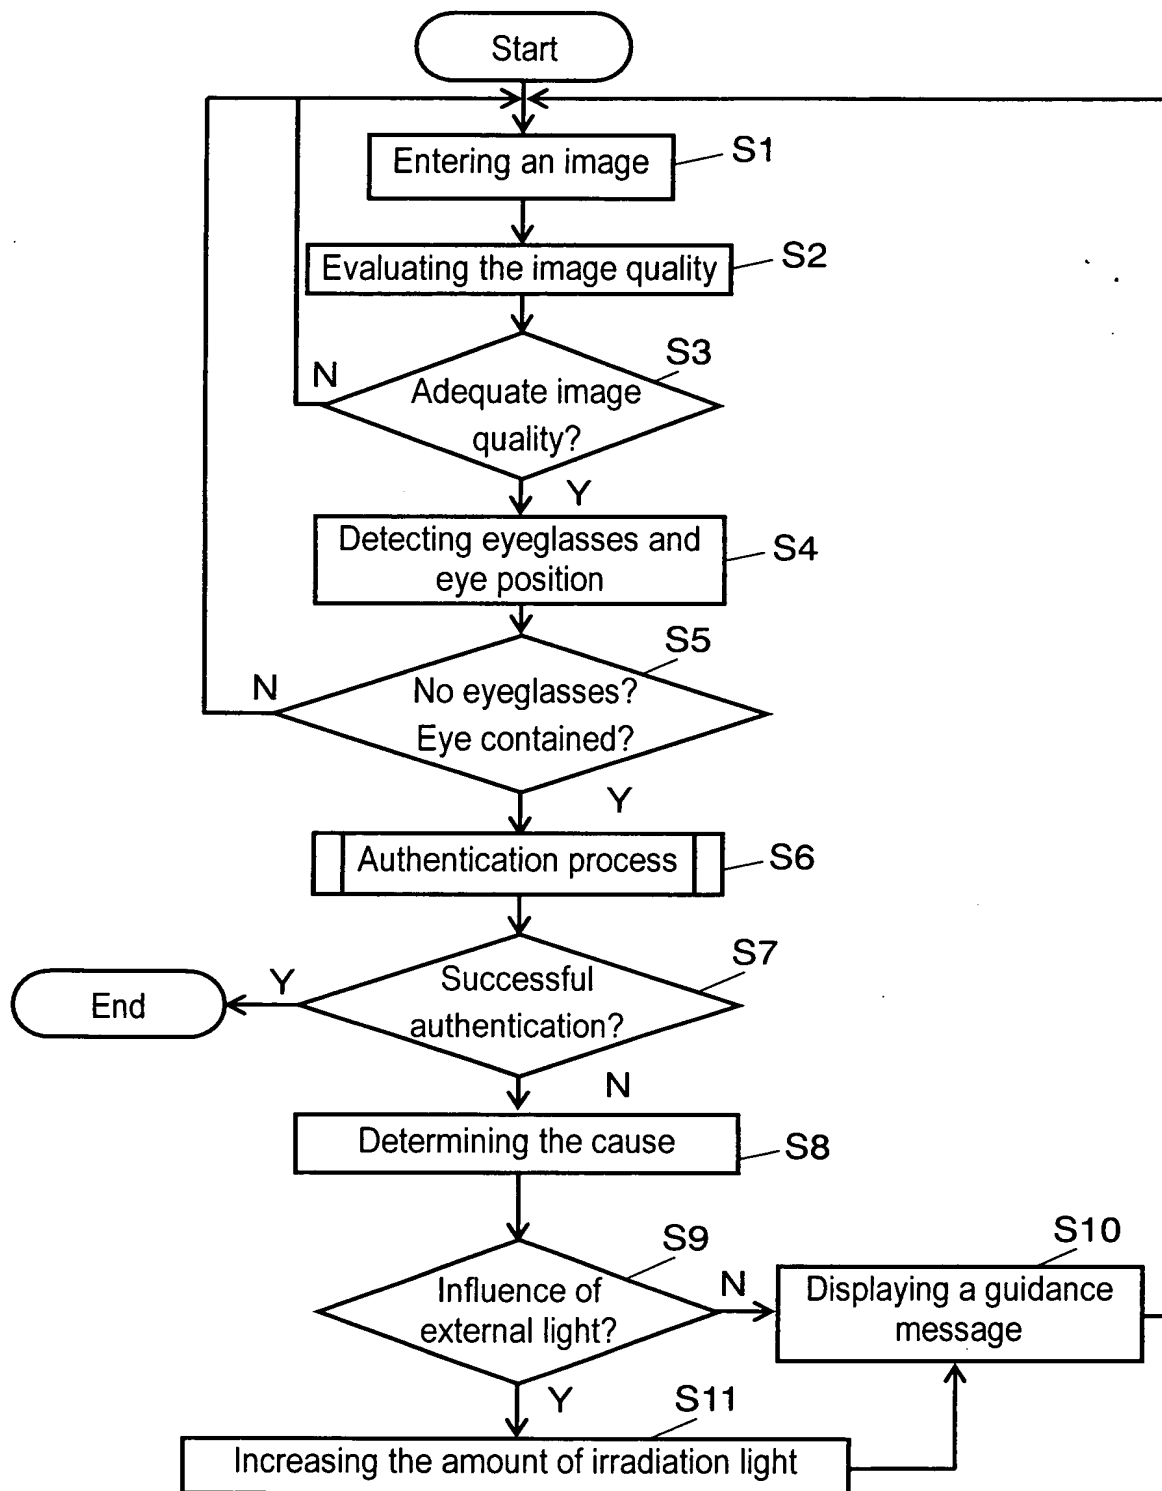 Start
Entering an image
S1
Evaluating the image quality
S2
S3
N
Adequate image
quality?
Y
Detecting eyeglasses and
eye position
S4
S5
N
No eyeglasses?
Eye contained?
Y
Authentication process
S6
S7
Y
Successful
authentication?
End
N
Determining the cause
S8
S9
S10
N
Influence of
external light?
Displaying a guidance
message
Y
S11
Increasing the amount of irradiation light